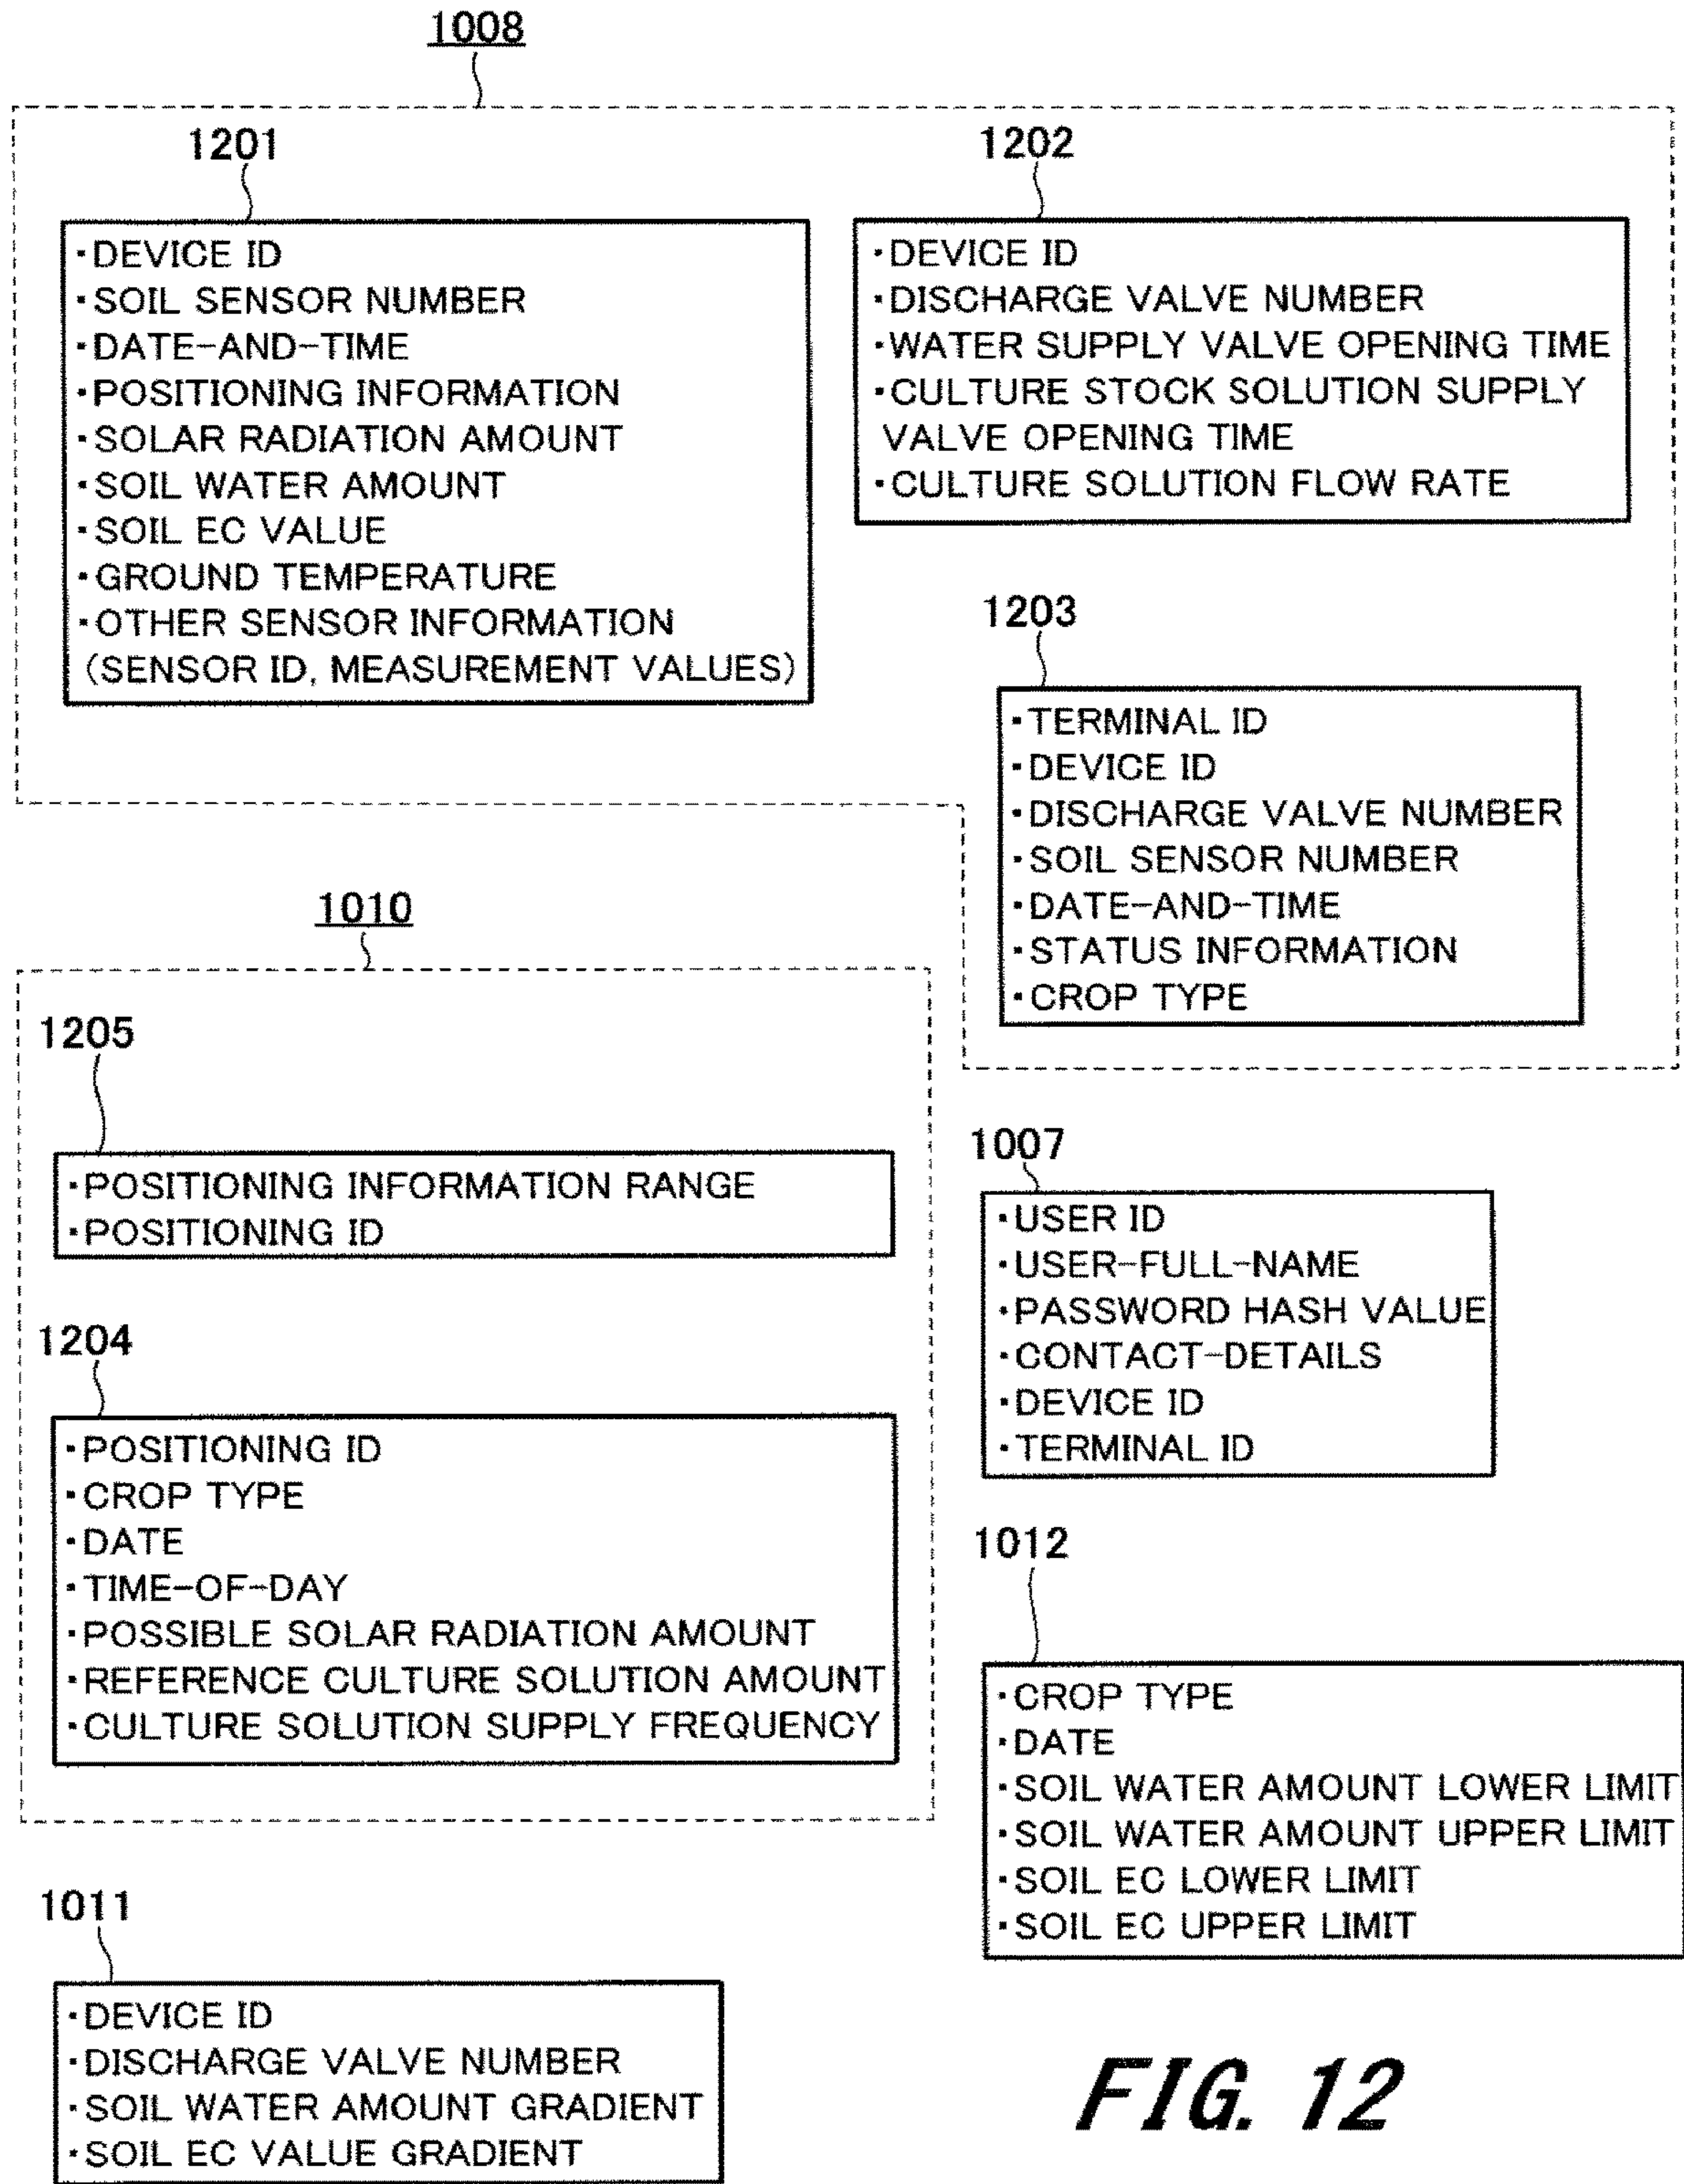 1008
1201
・DEVICE ID
・SOIL SENSOR NUMBER
・DATE-AND-TIME
・POSITIONING INFORMATION
・SOLAR RADIATION AMOUNT
・SOIL WATER AMOUNT
・SOIL EC VALUE
・GROUND TEMPERATURE
・OTHER SENSOR INFORMATION
(SENSOR ID, MEASUREMENT VALUES)
1202
・DEVICE ID
・DISCHARGE VALVE NUMBER
・WATER SUPPLY VALVE OPENING TIME
・CULTURE STOCK SOLUTION SUPPLY
VALVE OPENING TIME
・CULTURE SOLUTION FLOW RATE
1203
・TERMINAL ID
・DEVICE ID
・DISCHARGE VALVE NUMBER
・SOIL SENSOR NUMBER
・DATE-AND-TIME
・STATUS INFORMATION
・CROP TYPE
1010
1205
・POSITIONING INFORMATION RANGE
・POSITIONING ID
1204
・POSITIONING ID
・CROP TYPE
・DATE
・TIME-OF-DAY
・POSSIBLE SOLAR RADIATION AMOUNT
・REFERENCE CULTURE SOLUTION AMOUNT
・CULTURE SOLUTION SUPPLY FREQUENCY
1007
・USER ID
・USER-FULL-NAME
・PASSWORD HASH VALUE
・CONTACT-DETAILS
・DEVICE ID
・TERMINAL ID
1012
・CROP TYPE
・DATE
・SOIL WATER AMOUNT LOWER LIMIT
・SOIL WATER AMOUNT UPPER LIMIT
・SOIL EC LOWER LIMIT
・SOIL EC UPPER LIMIT
1011
・DEVICE ID
・DISCHARGE VALVE NUMBER
・SOIL WATER AMOUNT GRADIENT
・SOIL EC VALUE GRADIENT
FIG. 12